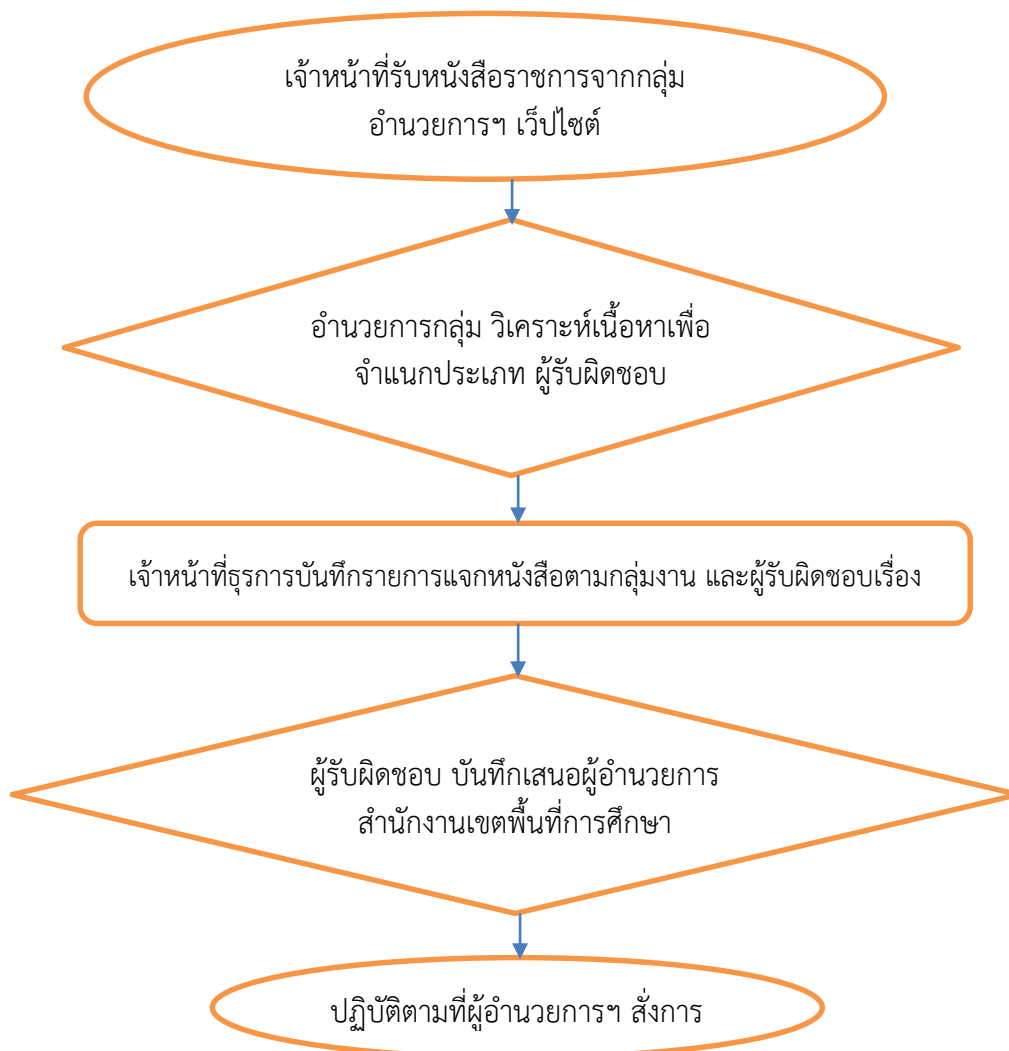 เจ้าหน้าที่รับหนังสือราชการจากกลุ่ม
อำนวยการฯ เว็ปไซต์
อำนวยการกลุ่ม วิเคราะห์เนื้อหาเพื่อ
จำแนกประเภท ผู้รับผิดชอบ
เจ้าหน้าที่ธุรการบันทึกรายการแจกหนังสือตามกลุ่มงาน และผู้รับผิดชอบเรื่อง
ผู้รับผิดชอบ บันทึกเสนอผู้อำนวยการ
สำนักงานเขตพื้นที่การศึกษา
ปฏิบัติตามที่ผู้อำนวยการฯ สั่งการ